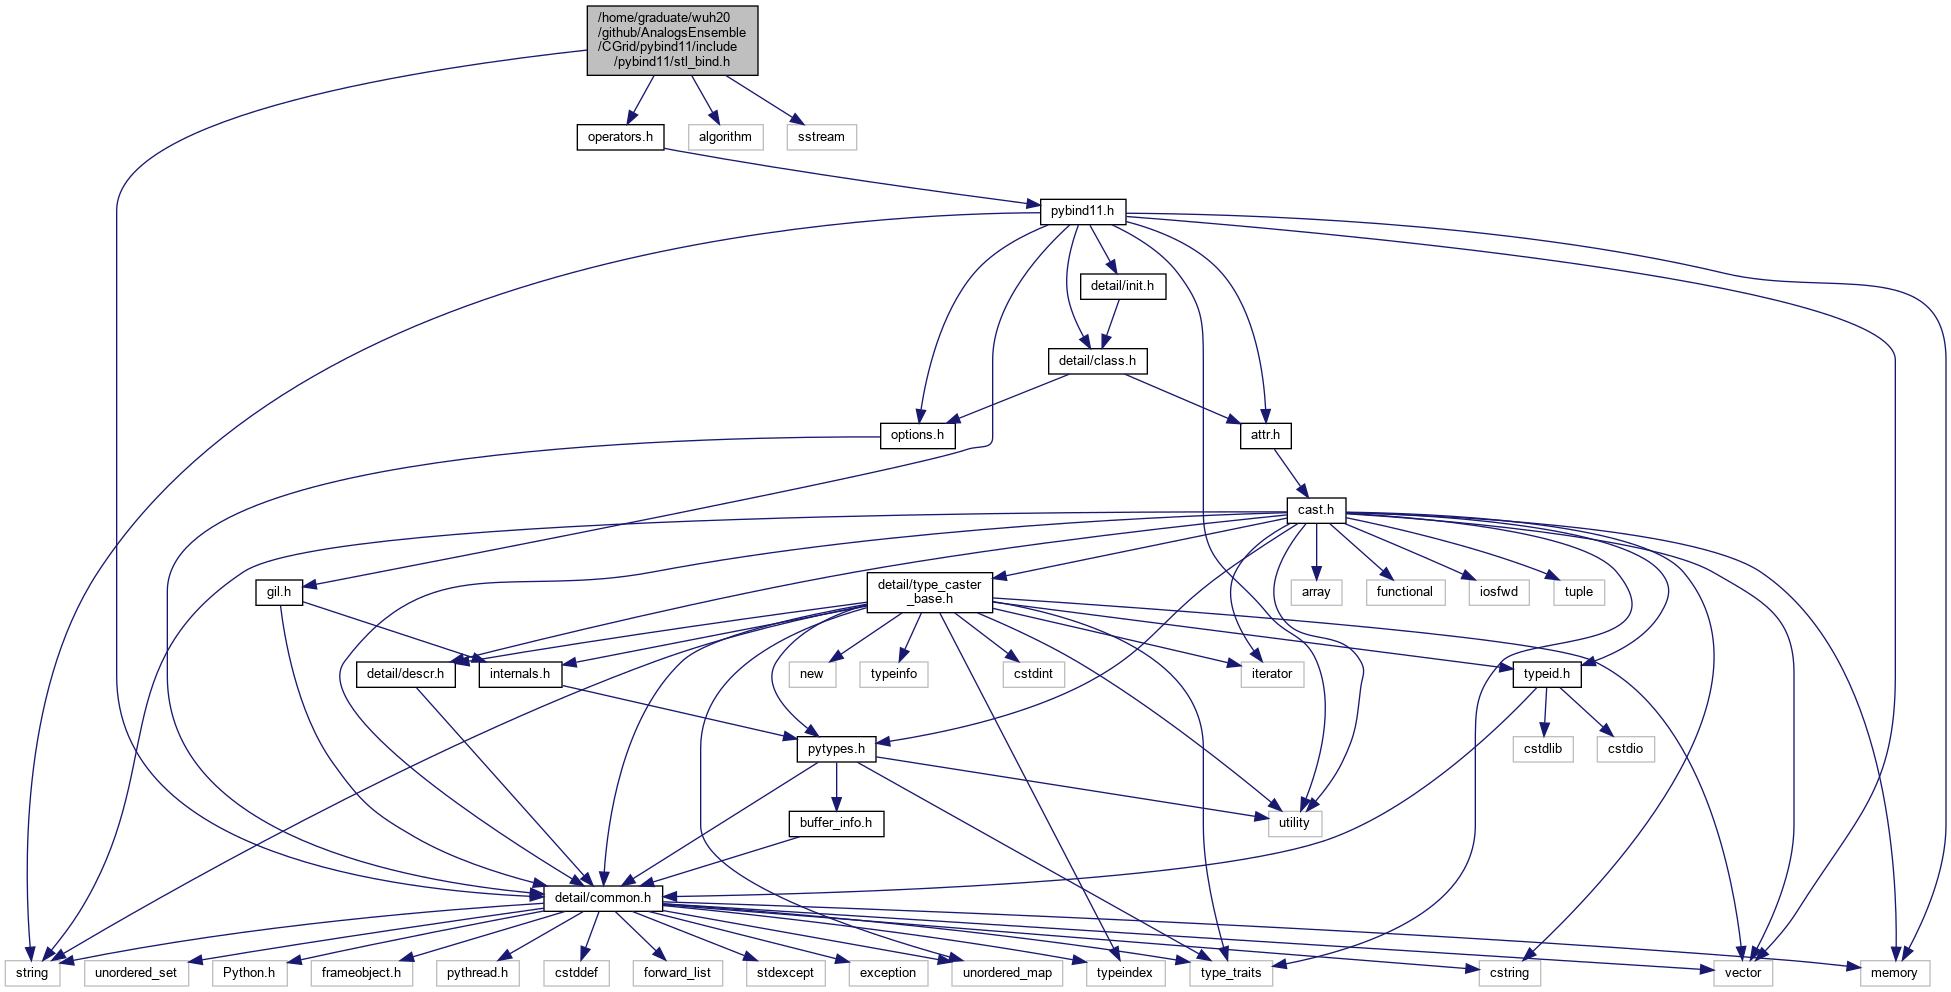 /home/graduate/wuh20
/github/AnalogsEnsemble
/CGrid/pybind11/include
/pybind11/stl_bind.h
operators.h
algorithm
sstream
pybind11.h
detail/init.h
detail/class.h
options.h
attr.h
cast.h
gil.h
detail/type_caster
_base.h
array
functional
iosfwd
tuple
detail/descr.h
internals.h
new
typeinfo
cstdint
iterator
typeid.h
pytypes.h
cstdlib
cstdio
buffer_info.h
utility
detail/common.h
string
unordered_set
Python.h
frameobject.h
pythread.h
cstddef
forward_list
stdexcept
exception
unordered_map
typeindex
type_traits
cstring
vector
memory